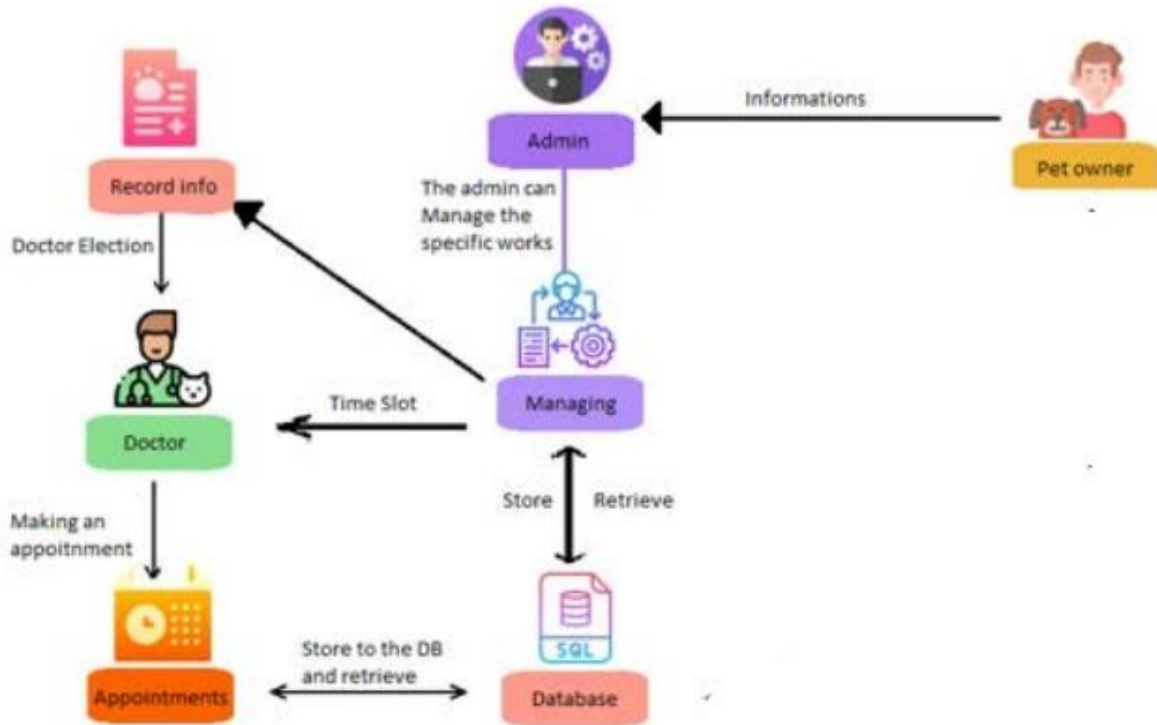 Informations
Admin
Pet owner
Record info
The admin can
Manage the
specific works
Doctor Election
Time Slot
Managing
Doctor
Store
Retrieve
Making an
appoitnment
SQL
Store to the DB
and retrieve
Appointments
Database